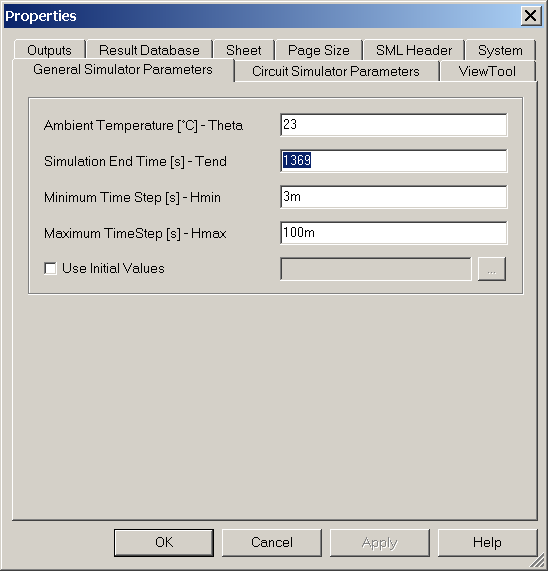 Properties
Outputs Result Database Sheet Page Size SML Header System
General Simulator Parameters Circuit Simulator Parameters ViewTool
Ambient Temperature [°C] - Theta 23
Simulation End Time [s] - Tend 1369
Minimum Time Step [s] - Hmin 3m
Maximum TimeStep [s] - Hmax 100m
Use Initial Values ...
OK Cancel Apply Help